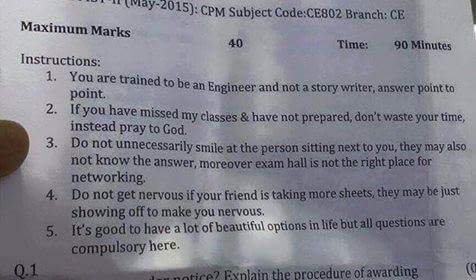 (May-2015): CPM Subject Code:CE802 Branch: CE
Maximum Marks 40 Time: 90 Minutes
Instructions:
1. You are trained to be an Engineer and not a story writer, answer point to
point.
2. If you have missed my classes & have not prepared, don't waste your time,
instead pray to God.
3. Do not unnecessarily smile at the person sitting next to you, they may also
not know the answer, moreover exam hall is not the right place for
networking.
4. Do not get nervous if your friend is taking more sheets, they may be just
showing off to make you nervous.
5. It's good to have a lot of beautiful options in life but all questions are
compulsory here.
Q.1
notice? Explain the procedure of awarding